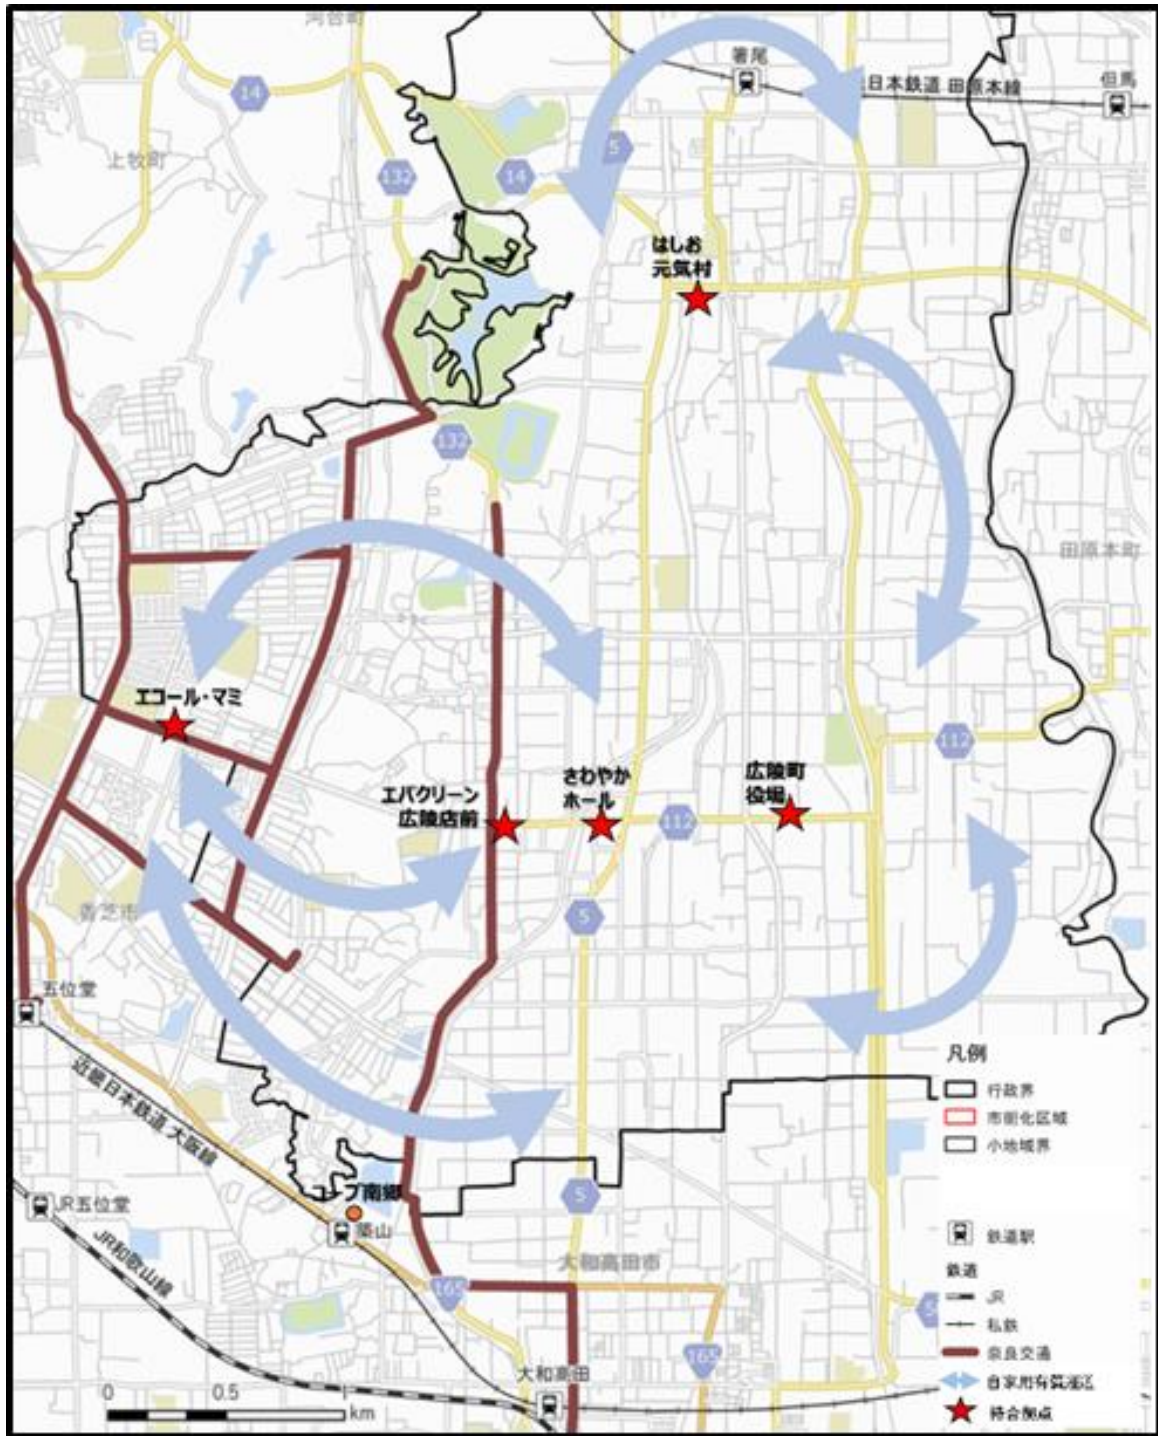 河合町
箸尾
日本鉄道 田原本線
但馬
14
上牧町
132
14
5
はしお
元気村
132
田原本町
エコール・マミ
112
エバクリーン
広陵店前
さわやか
ホール
112
広陵町
役場
香芝市
5
五位堂
近畿日本鉄道 大阪線
コープ南郷
築山
JR五位堂
JR和歌山線
5
大和高田市
165
165
5
大和高田
0 0.5 1 km
凡例
行政界
市街化区域
小地域界
鉄道駅
鉄道
JR
私鉄
奈良交通
自家用有償運送
待合拠点